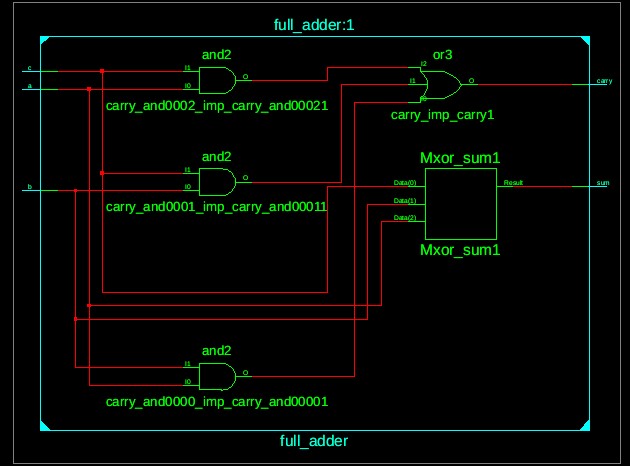 full_adder:1
and2
or3
c
a
I1
I0
O
I2
I1
O
carry
carry_and0002_imp_carry_and00021
carry_imp_carry1
and2
Mxor_sum1
b
I1
I0
O
Data(0)
Data(1)
Data(2)
Result
sum
carry_and0001_imp_carry_and00011
Mxor_sum1
and2
I1
I0
O
carry_and0000_imp_carry_and00001
full_adder